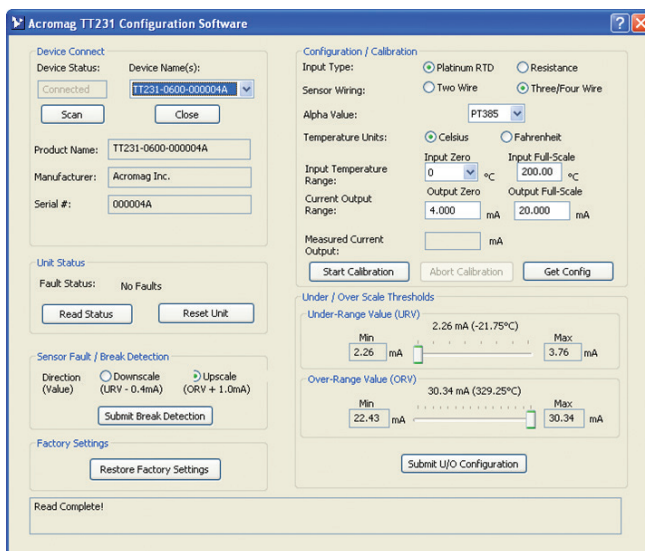 Acromag TT231 Configuration Software
Device Connect
Device Status: Device Name(s):
Connected TT231-0600-000004A
Scan Close
Product Name: TT231-0600-000004A
Manufacturer: Acromag Inc.
Serial #: 000004A
Unit Status
Fault Status: No Faults
Read Status Reset Unit
Sensor Fault / Break Detection
Direction Downscale Upscale
(Value) (URV - 0.4mA) (ORV + 1.0mA)
Submit Break Detection
Factory Settings
Restore Factory Settings
Configuration / Calibration
Input Type: Platinum RTD Resistance
Sensor Wiring: Two Wire Three/Four Wire
Alpha Value: PT385
Temperature Units: Celsius Fahrenheit
Input Zero Input Full-Scale
Input Temperature 0 °C 200.00 °C
Range:
Output Zero Output Full-Scale
Current Output
Range: 4.000 mA 20.000 mA
Measured Current mA
Output:
Start Calibration Abort Calibration Get Config
Under / Over Scale Thresholds
Under-Range Value (URV)
2.26 mA (-21.75°C)
Min Max
2.26 mA 3.76 mA
Over-Range Value (ORV)
30.34 mA (329.25°C)
Min Max
22.43 mA 30.34 mA
Submit U/O Configuration
Read Complete!